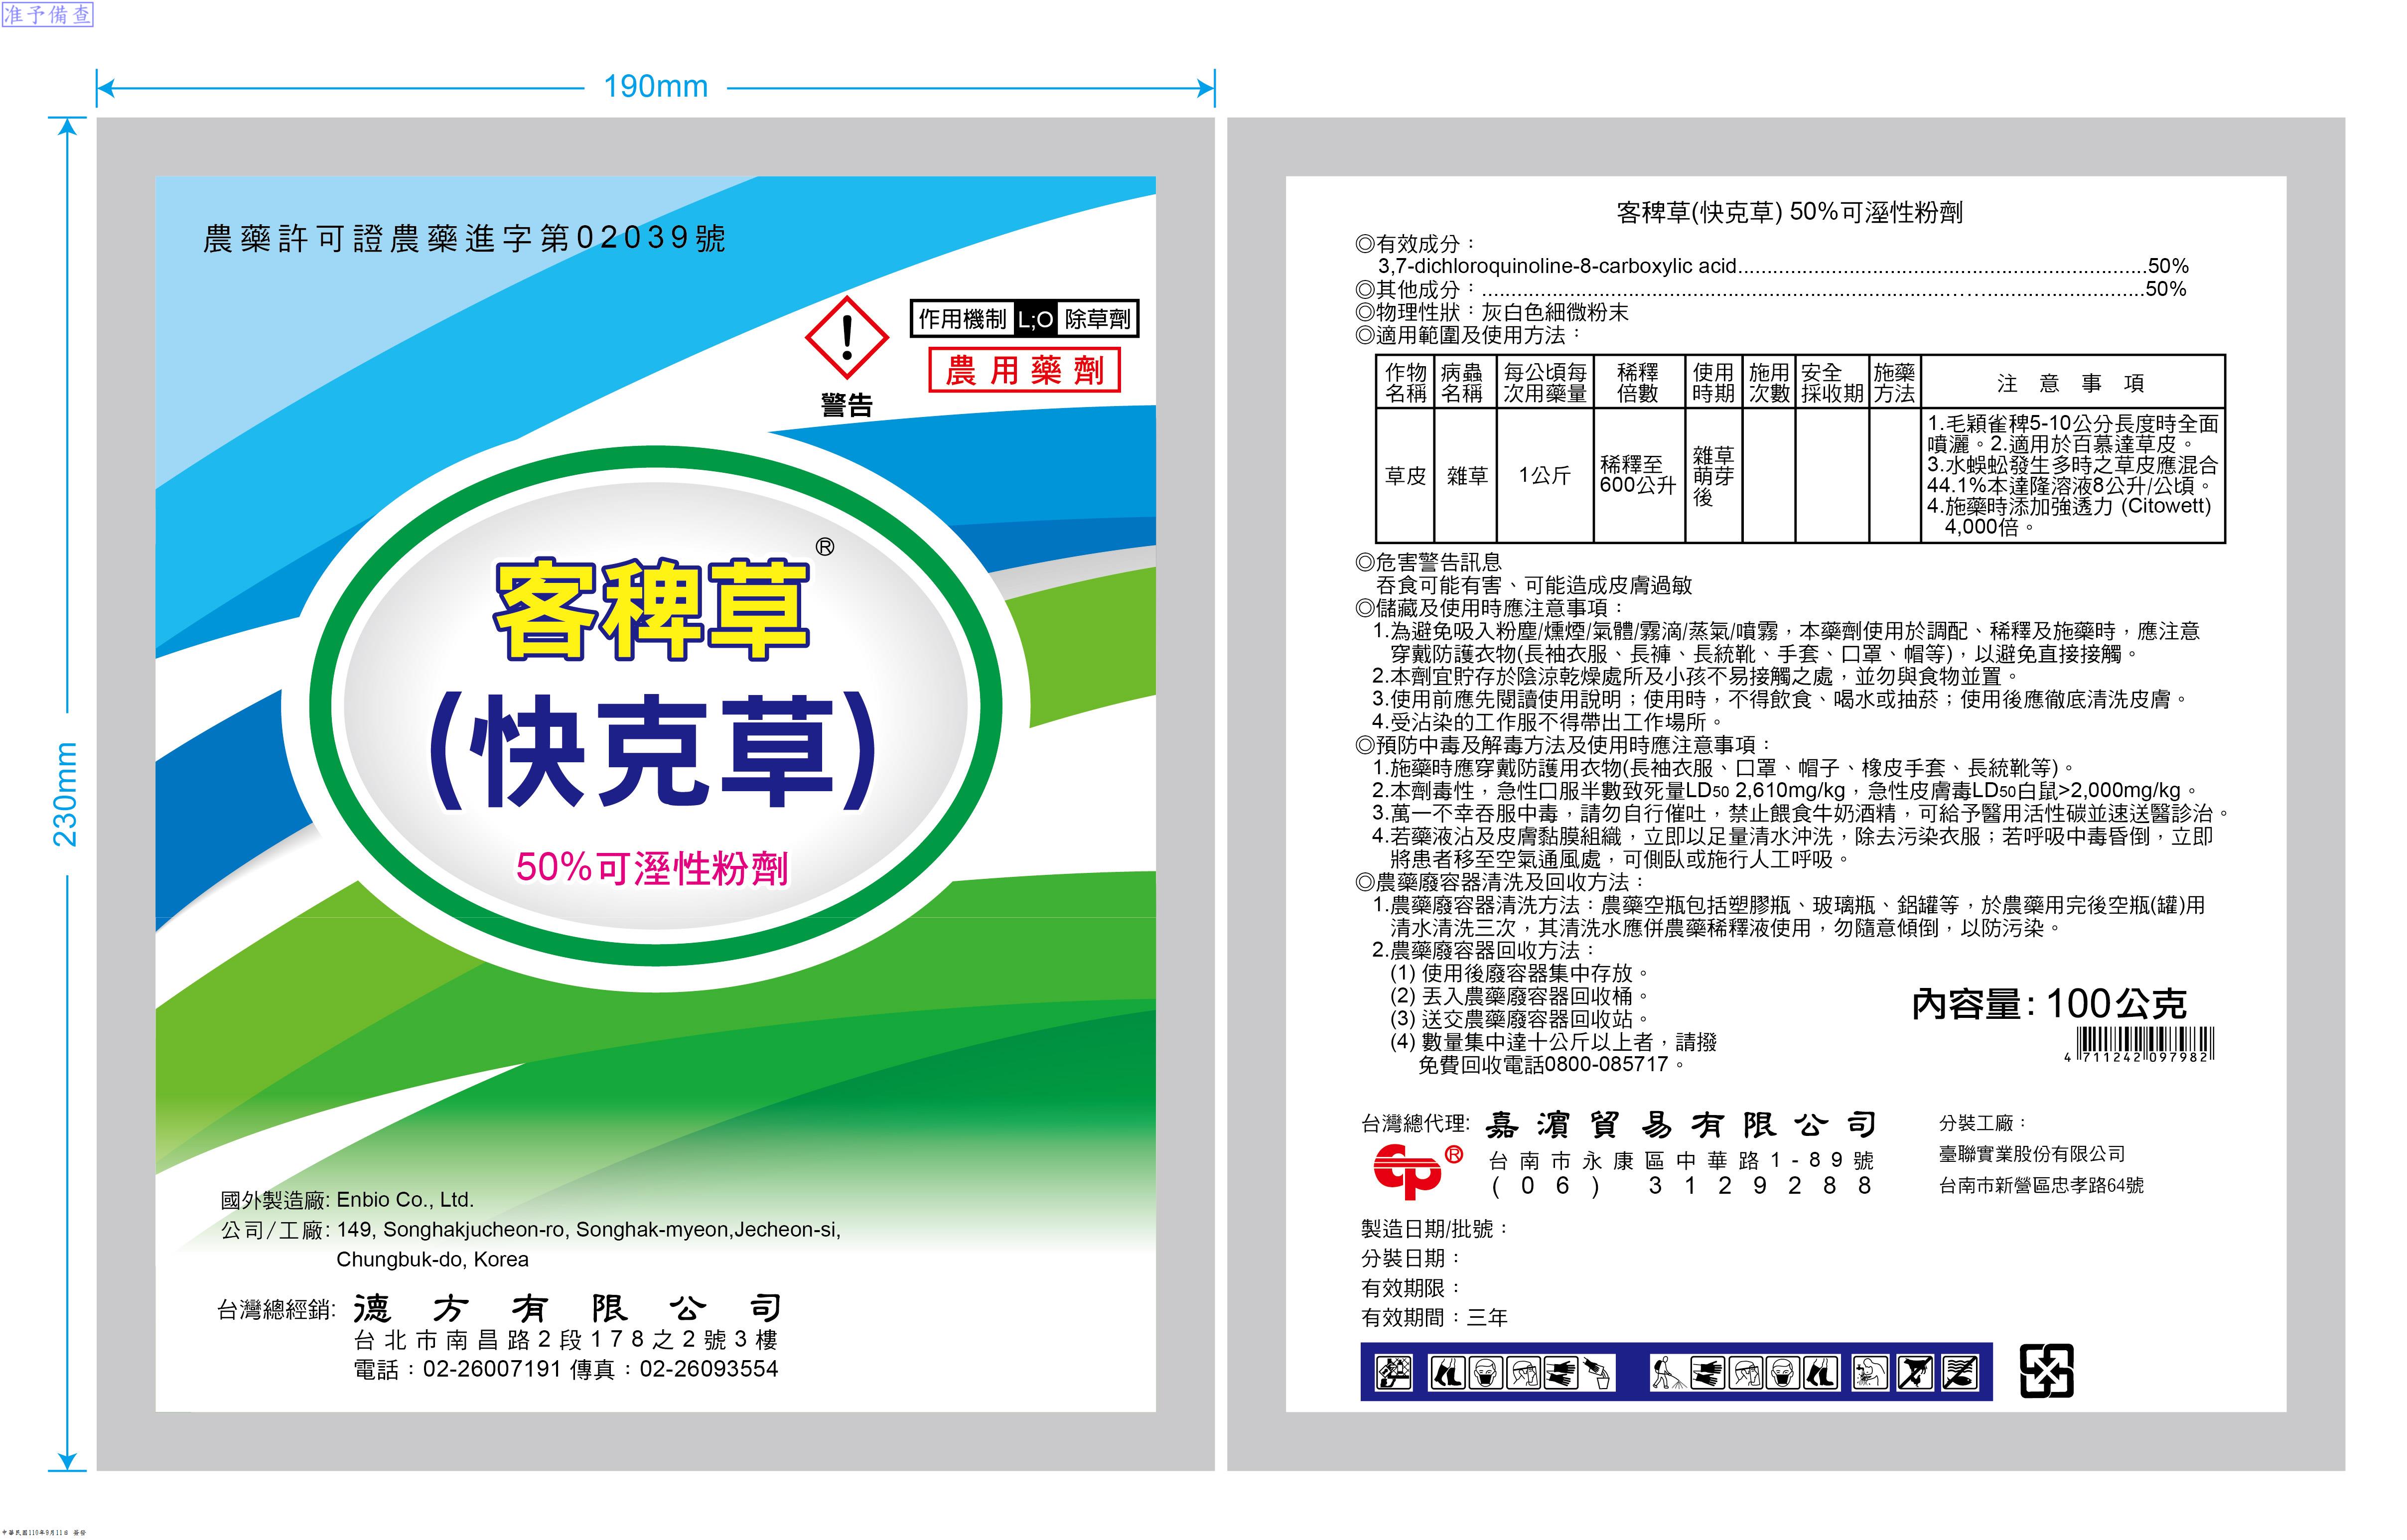 准予備查
190mm
230mm
農藥許可證農藥進字第02039號
作用機制 L;O 除草劑
農用藥劑
警告
客稗草®
(快克草)
50%可溼性粉劑
國外製造廠: Enbio Co., Ltd.
公司/工廠: 149, Songhakjucheon-ro, Songhak-myeon,Jecheon-si,
Chungbuk-do, Korea
台灣總經銷: 德方有限公司
台北市南昌路2段178之2號3樓
電話：02-26007191 傳真：02-26093554
客稗草(快克草) 50%可溼性粉劑
◎有效成分：
3,7-dichloroquinoline-8-carboxylic acid......................................................................50%
◎其他成分：.................................................................................................................50%
◎物理性狀：灰白色細微粉末
◎適用範圍及使用方法：
作物名稱 病蟲名稱 每公頃每次用藥量 稀釋倍數 使用時期 施用次數 安全採收期 施藥方法 注意事項
草皮 雜草 1公斤 稀釋至600公升 雜草萌芽後
1.毛穎雀稗5-10公分長度時全面
噴灑。2.適用於百慕達草皮。
3.水蜈蚣發生多時之草皮應混合
44.1%本達隆溶液8公升/公頃。
4.施藥時添加強透力 (Citowett)
4,000倍。
◎危害警告訊息
吞食可能有害、可能造成皮膚過敏
◎儲藏及使用時應注意事項：
1.為避免吸入粉塵/燻煙/氣體/霧滴/蒸氣/噴霧，本藥劑使用於調配、稀釋及施藥時，應注意
穿戴防護衣物(長袖衣服、長褲、長統靴、手套、口罩、帽等)，以避免直接接觸。
2.本劑宜貯存於陰涼乾燥處所及小孩不易接觸之處，並勿與食物並置。
3.使用前應先閱讀使用說明；使用時，不得飲食、喝水或抽菸；使用後應徹底清洗皮膚。
4.受沾染的工作服不得帶出工作場所。
◎預防中毒及解毒方法及使用時應注意事項：
1.施藥時應穿戴防護用衣物(長袖衣服、口罩、帽子、橡皮手套、長統靴等)。
2.本劑毒性，急性口服半數致死量LD50 2,610mg/kg，急性皮膚毒LD50白鼠>2,000mg/kg。
3.萬一不幸吞服中毒，請勿自行催吐，禁止餵食牛奶酒精，可給予醫用活性碳並速送醫診治。
4.若藥液沾及皮膚黏膜組織，立即以足量清水沖洗，除去污染衣服；若呼吸中毒昏倒，立即
將患者移至空氣通風處，可側臥或施行人工呼吸。
◎農藥廢容器清洗及回收方法：
1.農藥廢容器清洗方法：農藥空瓶包括塑膠瓶、玻璃瓶、鋁罐等，於農藥用完後空瓶(罐)用
清水清洗三次，其清洗水應併農藥稀釋液使用，勿隨意傾倒，以防污染。
2.農藥廢容器回收方法：
(1) 使用後廢容器集中存放。
(2) 丟入農藥廢容器回收桶。
(3) 送交農藥廢容器回收站。
(4) 數量集中達十公斤以上者，請撥
免費回收電話0800-085717。
內容量: 100公克
4 711242 097982
台灣總代理: 嘉濱貿易有限公司
CP®
台南市永康區中華路1-89號
(06) 3129288
分裝工廠：
臺聯實業股份有限公司
台南市新營區忠孝路64號
製造日期/批號：
分裝日期：
有效期限：
有效期間：三年
中華民國110年9月11日 簽發